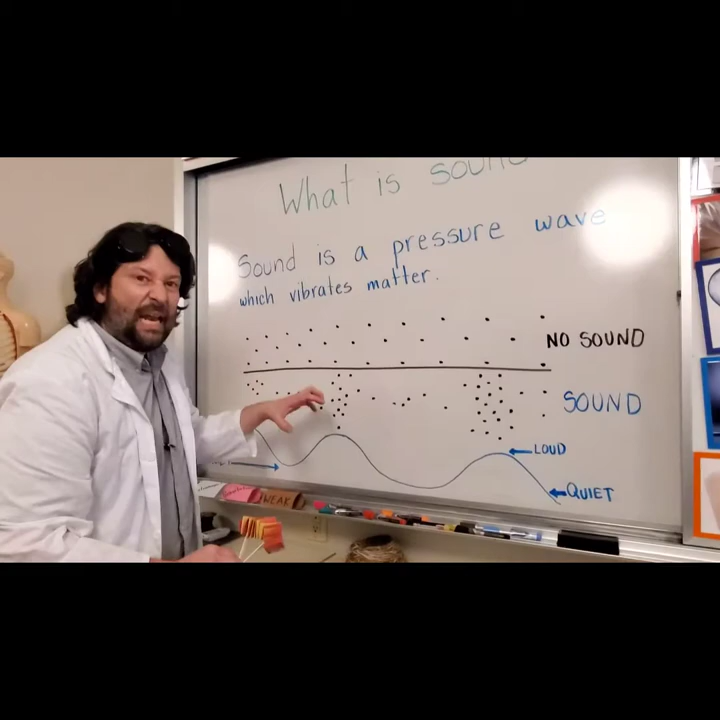 What is sound
Sound is a pressure wave
which vibrates matter.
NO SOUND
SOUND
LOUD
QUIET
WEAK